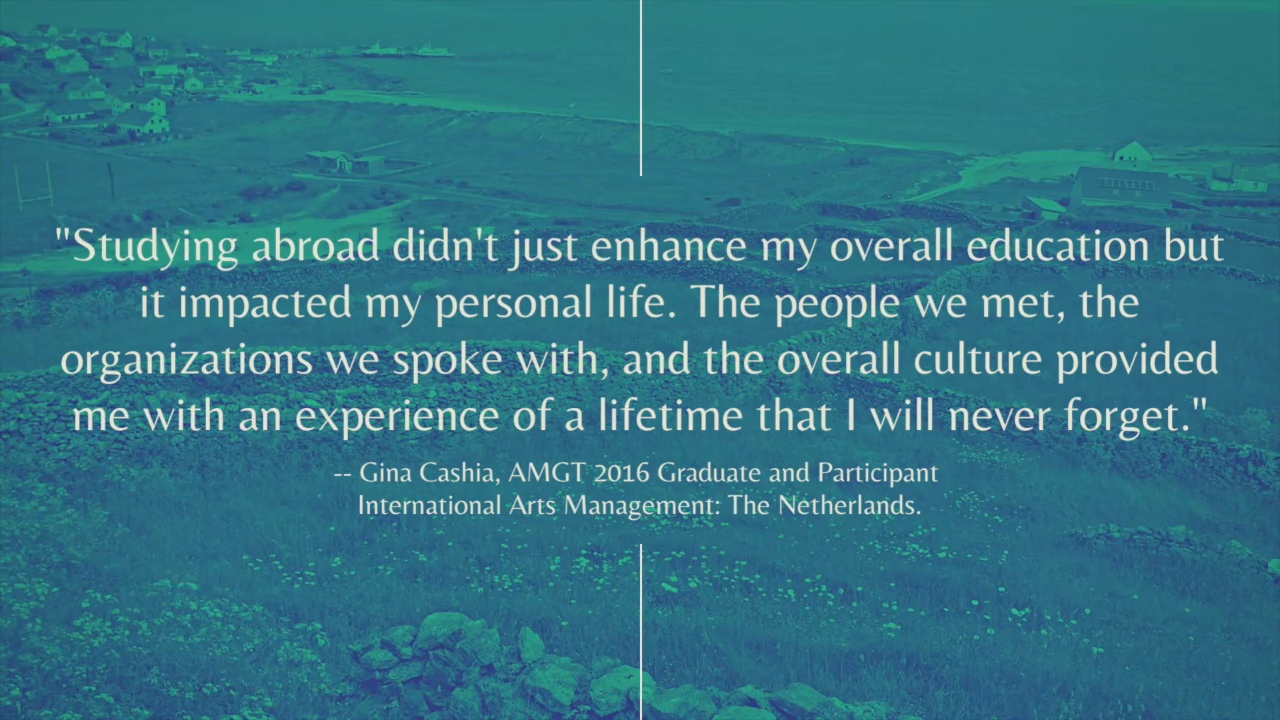 "Studying abroad didn't just enhance my overall education but
it impacted my personal life. The people we met, the
organizations we spoke with, and the overall culture provided
me with an experience of a lifetime that I will never forget."
-- Gina Cashia, AMGT 2016 Graduate and Participant
International Arts Management: The Netherlands.